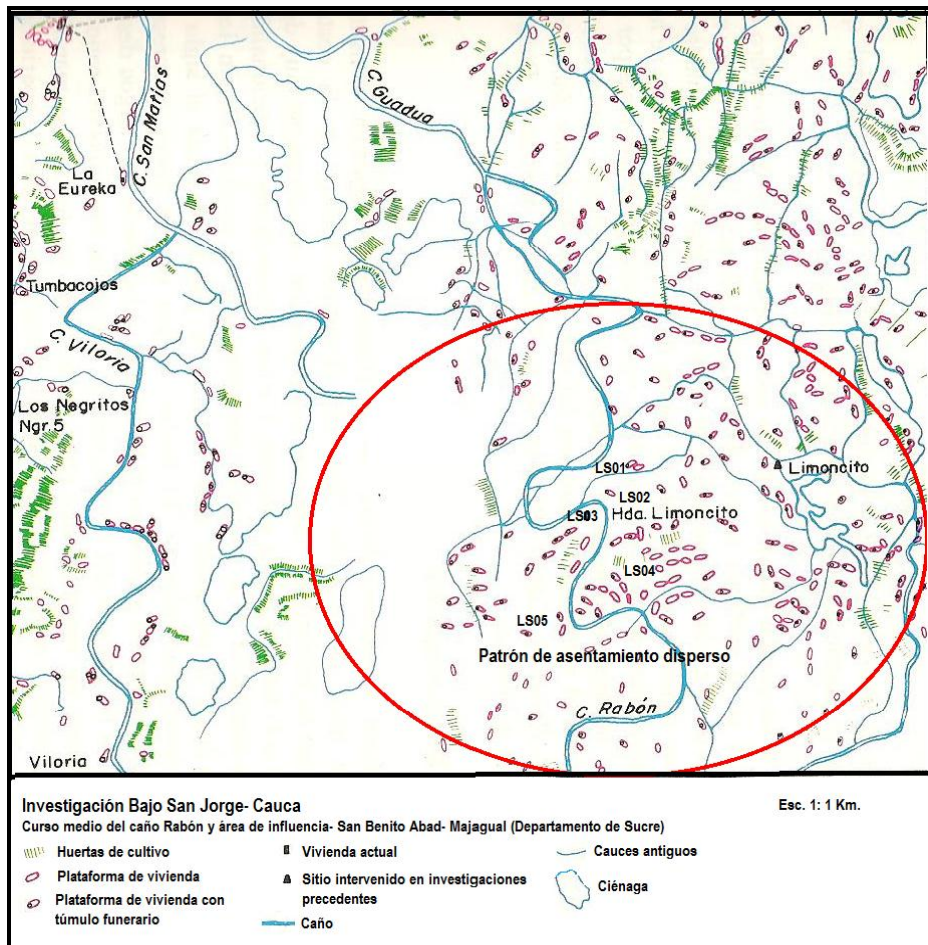 C. San Matias
C. Guadua
La
Eureka
Tumbacojos
C. Viloria
Los Negritos
Ngr. 5
LS01
Limoncito
LS02
LS03
Hda. Limoncito
LS04
LS05
Patrón de asentamiento disperso
C. Rabón
Viloria
Investigación Bajo San Jorge- Cauca
Esc. 1: 1 Km.
Curso medio del caño Rabón y área de influencia- San Benito Abad- Majagual (Departamento de Sucre)
Huertas de cultivo
Plataforma de vivienda
Plataforma de vivienda con
túmulo funerario
Vivienda actual
Sitio intervenido en investigaciones
precedentes
Caño
Cauces antiguos
Ciénaga